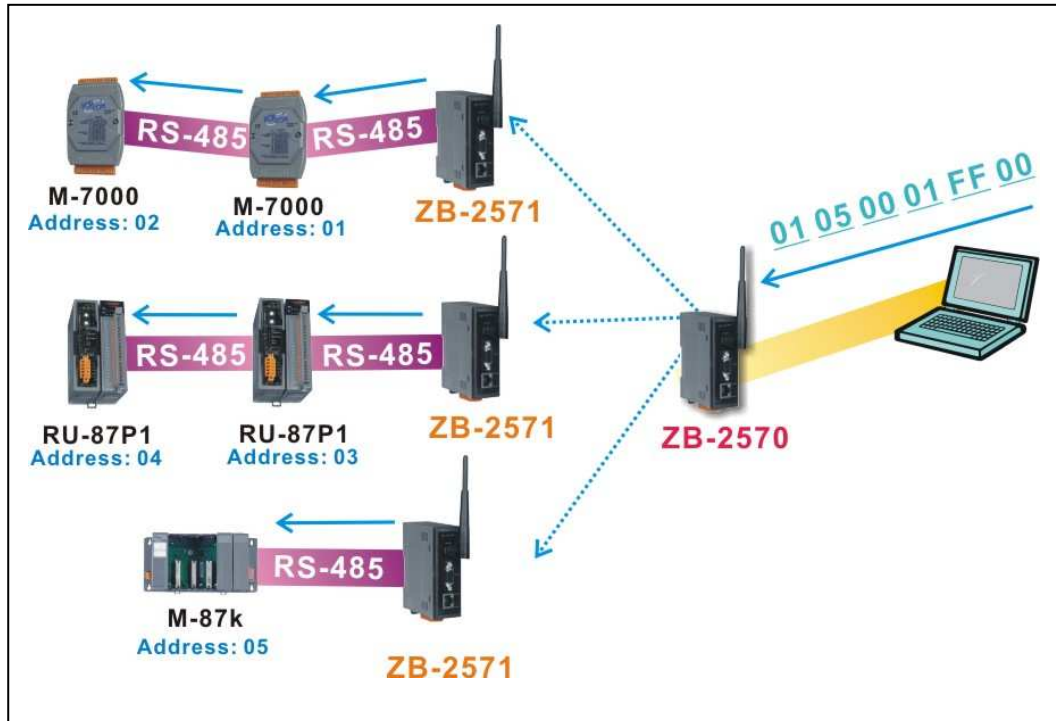 01 05 00 01 FF 00
RS-485
RS-485
M-7000
Address: 02
M-7000
Address: 01
ZB-2571
RS-485
RS-485
RU-87P1
Address: 04
RU-87P1
Address: 03
ZB-2571
ZB-2570
RS-485
M-87k
Address: 05
ZB-2571